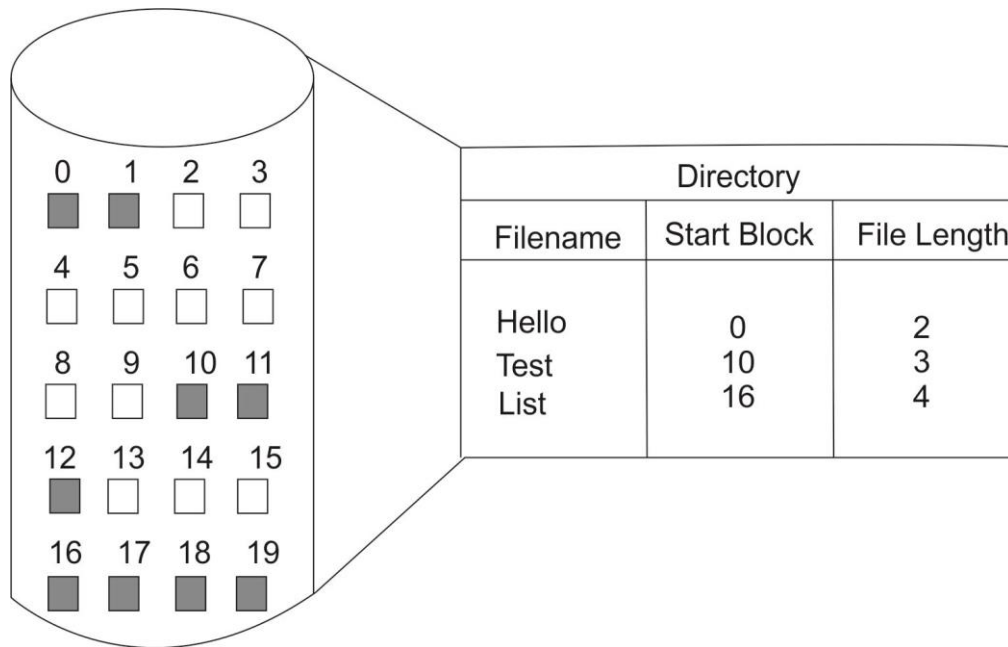 0 1 2 3
4 5 6 7
8 9 10 11
12 13 14 15
16 17 18 19
Directory
Filename Start Block File Length
Hello 0 2
Test 10 3
List 16 4